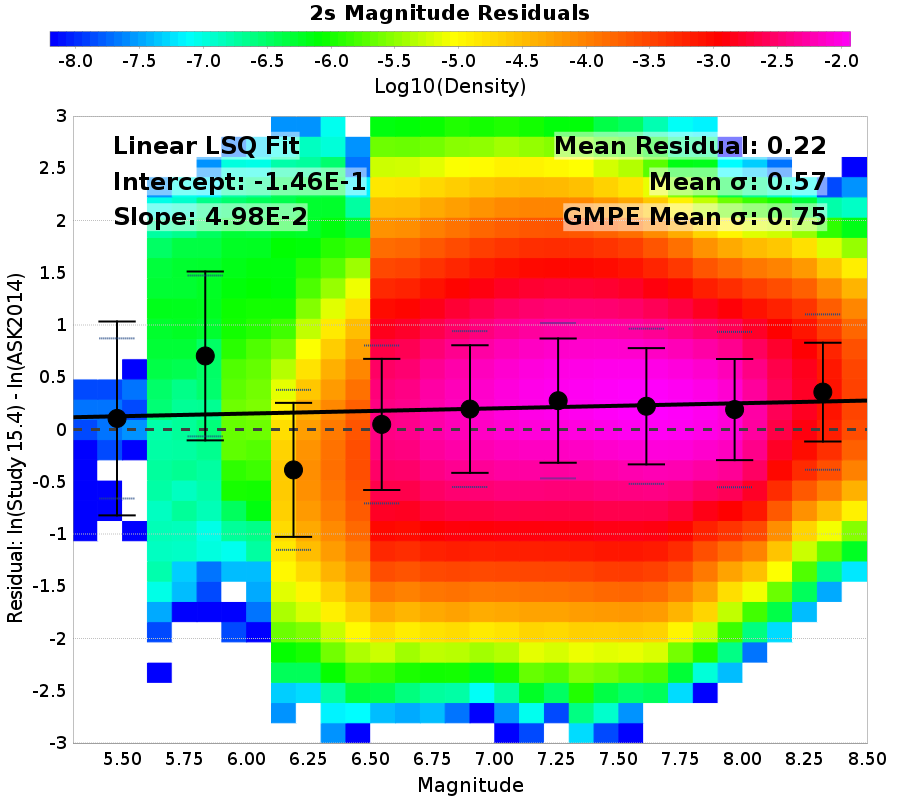 2s Magnitude Residuals
-8.0 -7.5 -7.0 -6.5 -6.0 -5.5 -5.0 -4.5 -4.0 -3.5 -3.0 -2.5 -2.0
Log10(Density)
Linear LSQ Fit
Intercept: -1.46E-1
Slope: 4.98E-2
Mean Residual: 0.22
Mean σ: 0.57
GMPE Mean σ: 0.75
Residual: ln(Study 15.4) - ln(ASK2014)
3
2.5
2
1.5
1
0.5
0
-0.5
-1
-1.5
-2
-2.5
-3
5.50 5.75 6.00 6.25 6.50 6.75 7.00 7.25 7.50 7.75 8.00 8.25 8.50
Magnitude